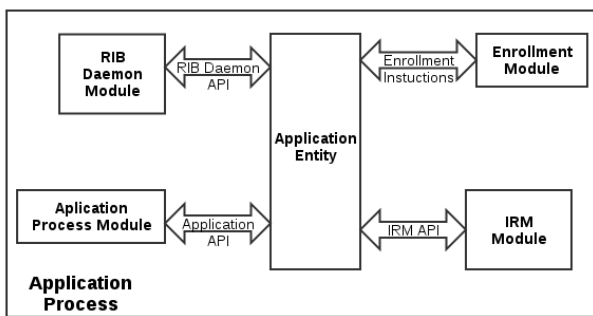 RIB
Daemon
Module
RIB Daemon
API
Application
Entity
Enrollment
Instuctions
Enrollment
Module
Aplication
Process Module
Application
API
IRM API
IRM
Module
Application
Process